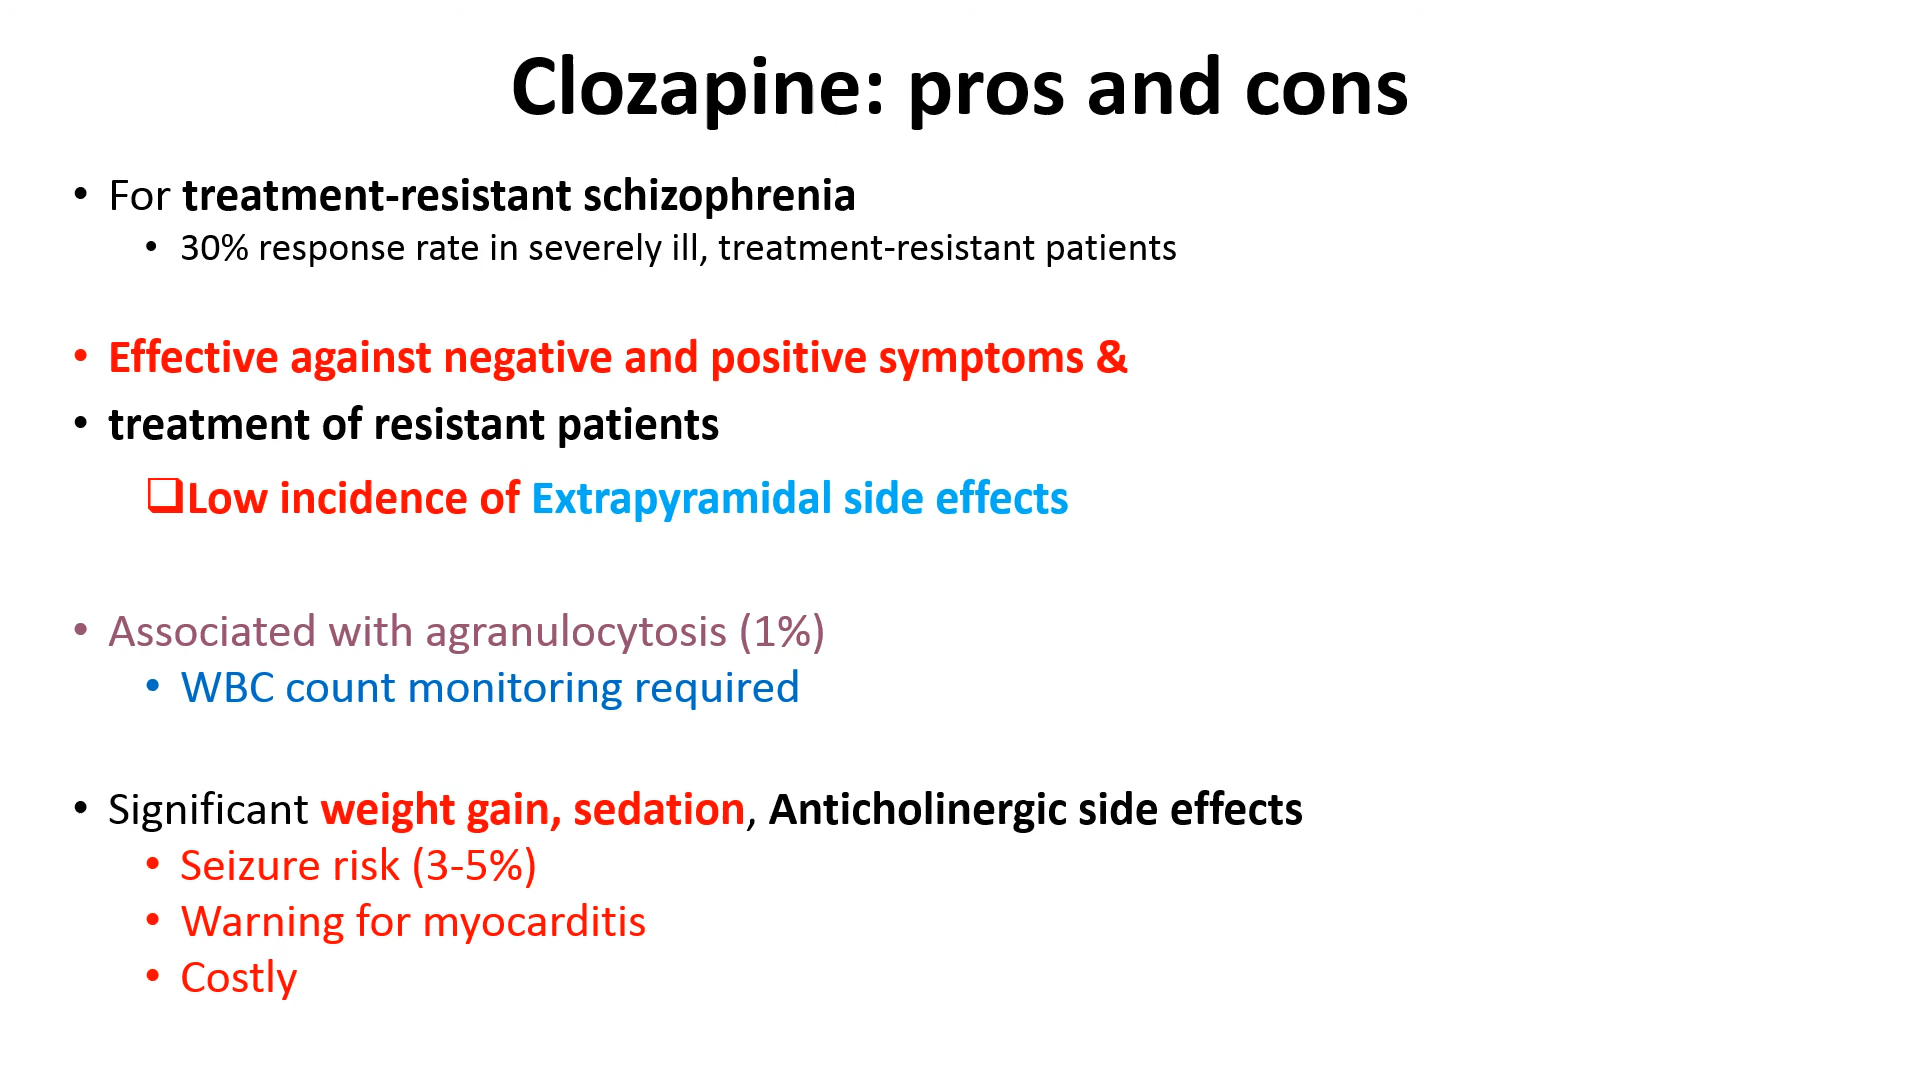 Clozapine: pros and cons
• For treatment-resistant schizophrenia
• 30% response rate in severely ill, treatment-resistant patients
• Effective against negative and positive symptoms &
• treatment of resistant patients
❑Low incidence of Extrapyramidal side effects
• Associated with agranulocytosis (1%)
• WBC count monitoring required
• Significant weight gain, sedation, Anticholinergic side effects
• Seizure risk (3-5%)
• Warning for myocarditis
• Costly